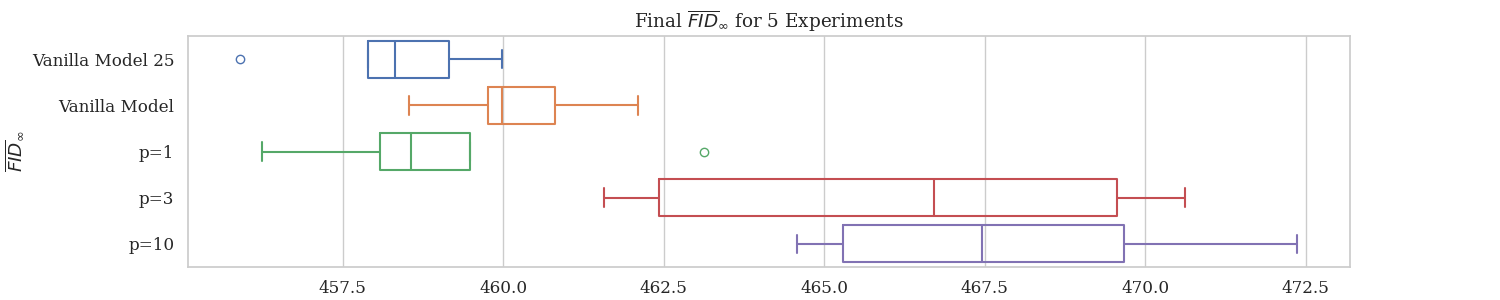 Final $\overline{FID}_\infty$ for 5 Experiments
Vanilla Model 25
Vanilla Model
p=1
p=3
p=10
$\overline{FID}_\infty$
457.5 460.0 462.5 465.0 467.5 470.0 472.5